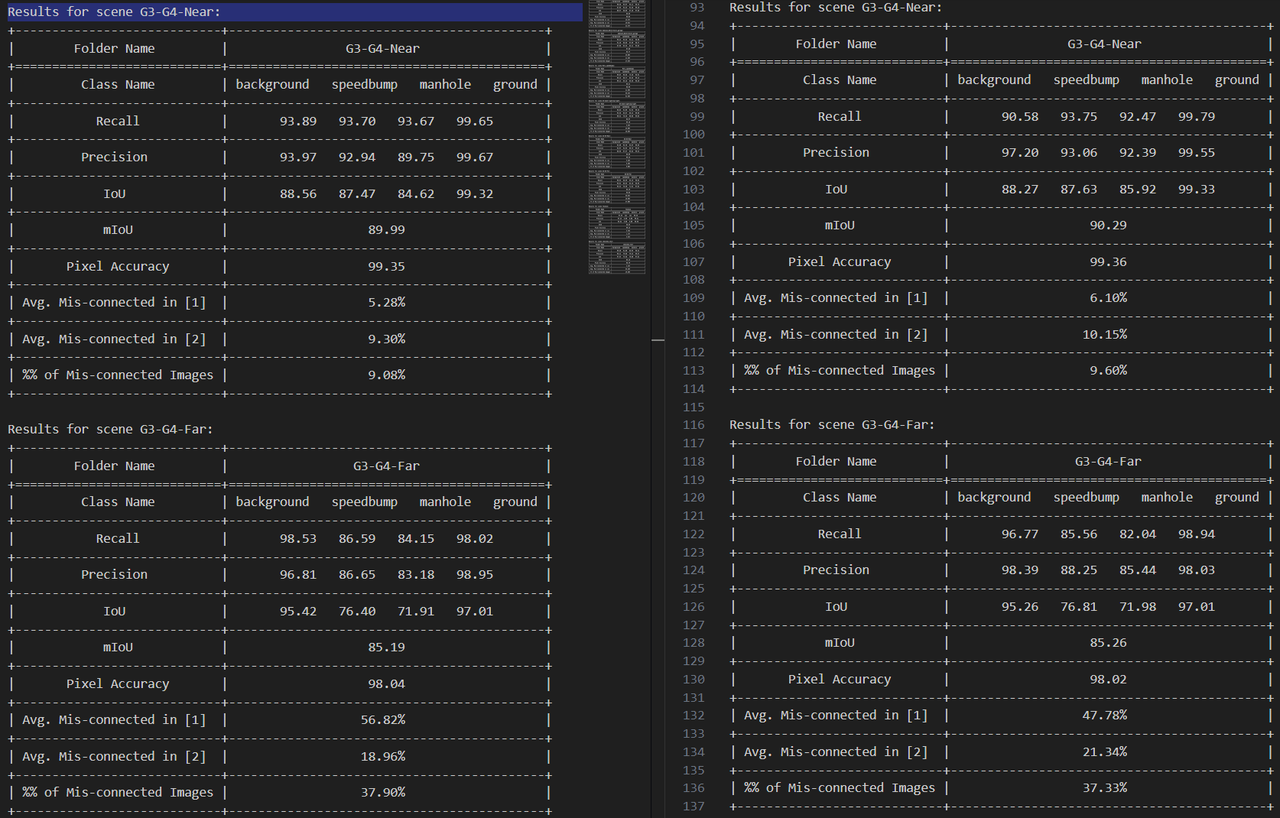 Results for scene G3-G4-Near:
+-----------------------------+-------------------------------------------+
| Folder Name | G3-G4-Near |
+=============================+===========================================+
| Class Name | background speedbump manhole ground |
| Recall | 93.89 93.70 93.67 99.65 |
| Precision | 93.97 92.94 89.75 99.67 |
| IoU | 88.56 87.47 84.62 99.32 |
| mIoU | 89.99 |
| Pixel Accuracy | 99.35 |
| Avg. Mis-connected in [1] | 5.28% |
| Avg. Mis-connected in [2] | 9.30% |
| %% of Mis-connected Images | 9.08% |
Results for scene G3-G4-Far:
| Folder Name | G3-G4-Far |
| Class Name | background speedbump manhole ground |
| Recall | 98.53 86.59 84.15 98.02 |
| Precision | 96.81 86.65 83.18 98.95 |
| IoU | 95.42 76.40 71.91 97.01 |
| mIoU | 85.19 |
| Pixel Accuracy | 98.04 |
| Avg. Mis-connected in [1] | 56.82% |
| Avg. Mis-connected in [2] | 18.96% |
| %% of Mis-connected Images | 37.90% |
93 Results for scene G3-G4-Near:
94
95 | Folder Name | G3-G4-Near |
96
97 | Class Name | background speedbump manhole ground |
98
99 | Recall | 90.58 93.75 92.47 99.79 |
100
101 | Precision | 97.20 93.06 92.39 99.55 |
102
103 | IoU | 88.27 87.63 85.92 99.33 |
104
105 | mIoU | 90.29 |
106
107 | Pixel Accuracy | 99.36 |
108
109 | Avg. Mis-connected in [1] | 6.10% |
110
111 | Avg. Mis-connected in [2] | 10.15% |
112
113 | %% of Mis-connected Images | 9.60% |
114
115
116 Results for scene G3-G4-Far:
117
118 | Folder Name | G3-G4-Far |
119
120 | Class Name | background speedbump manhole ground |
121
122 | Recall | 96.77 85.56 82.04 98.94 |
123
124 | Precision | 98.39 88.25 85.44 98.03 |
125
126 | IoU | 95.26 76.81 71.98 97.01 |
127
128 | mIoU | 85.26 |
129
130 | Pixel Accuracy | 98.02 |
131
132 | Avg. Mis-connected in [1] | 47.78% |
133
134 | Avg. Mis-connected in [2] | 21.34% |
135
136 | %% of Mis-connected Images | 37.33% |
137